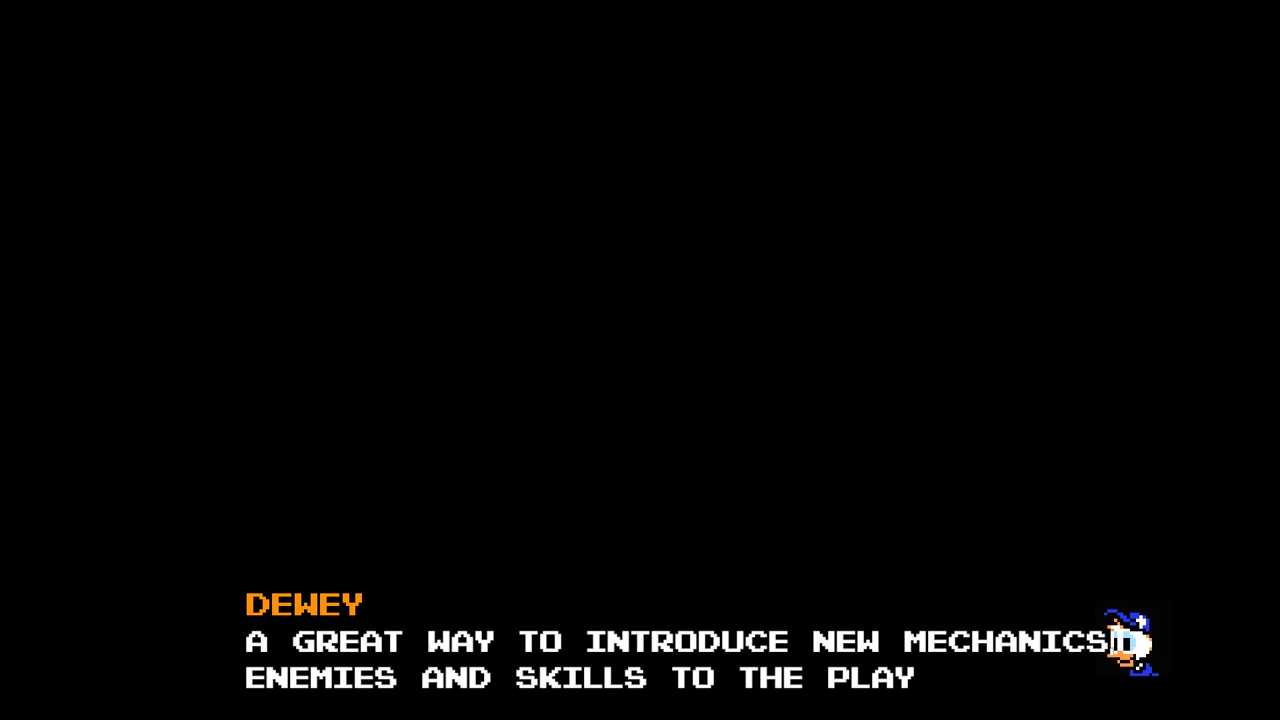 DEWEY
A GREAT WAY TO INTRODUCE NEW MECHANICS
ENEMIES AND SKILLS TO THE PLAY